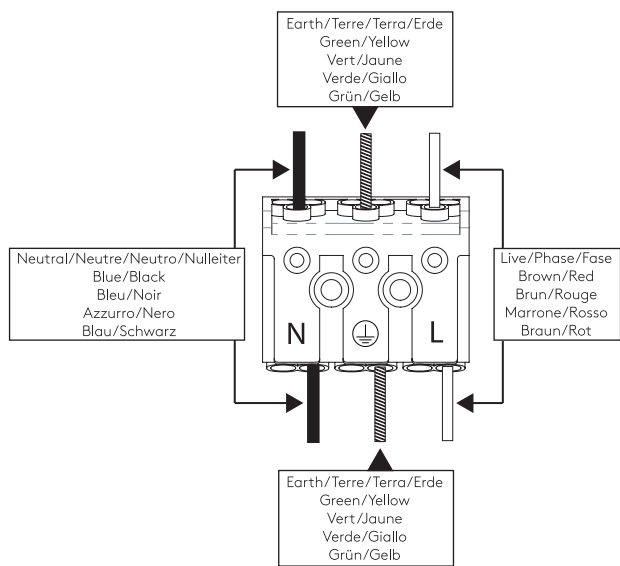 Earth/Terre/Terra/Erde
Green/Yellow
Vert/Jaune
Verde/Giallo
Grün/Gelb
Neutral/Neutre/Neutro/Nulleiter
Blue/Black
Bleu/Noir
Azzurro/Nero
Blau/Schwarz
Live/Phase/Fase
Brown/Red
Brun/Rouge
Marrone/Rosso
Braun/Rot
N
L
Earth/Terre/Terra/Erde
Green/Yellow
Vert/Jaune
Verde/Giallo
Grün/Gelb